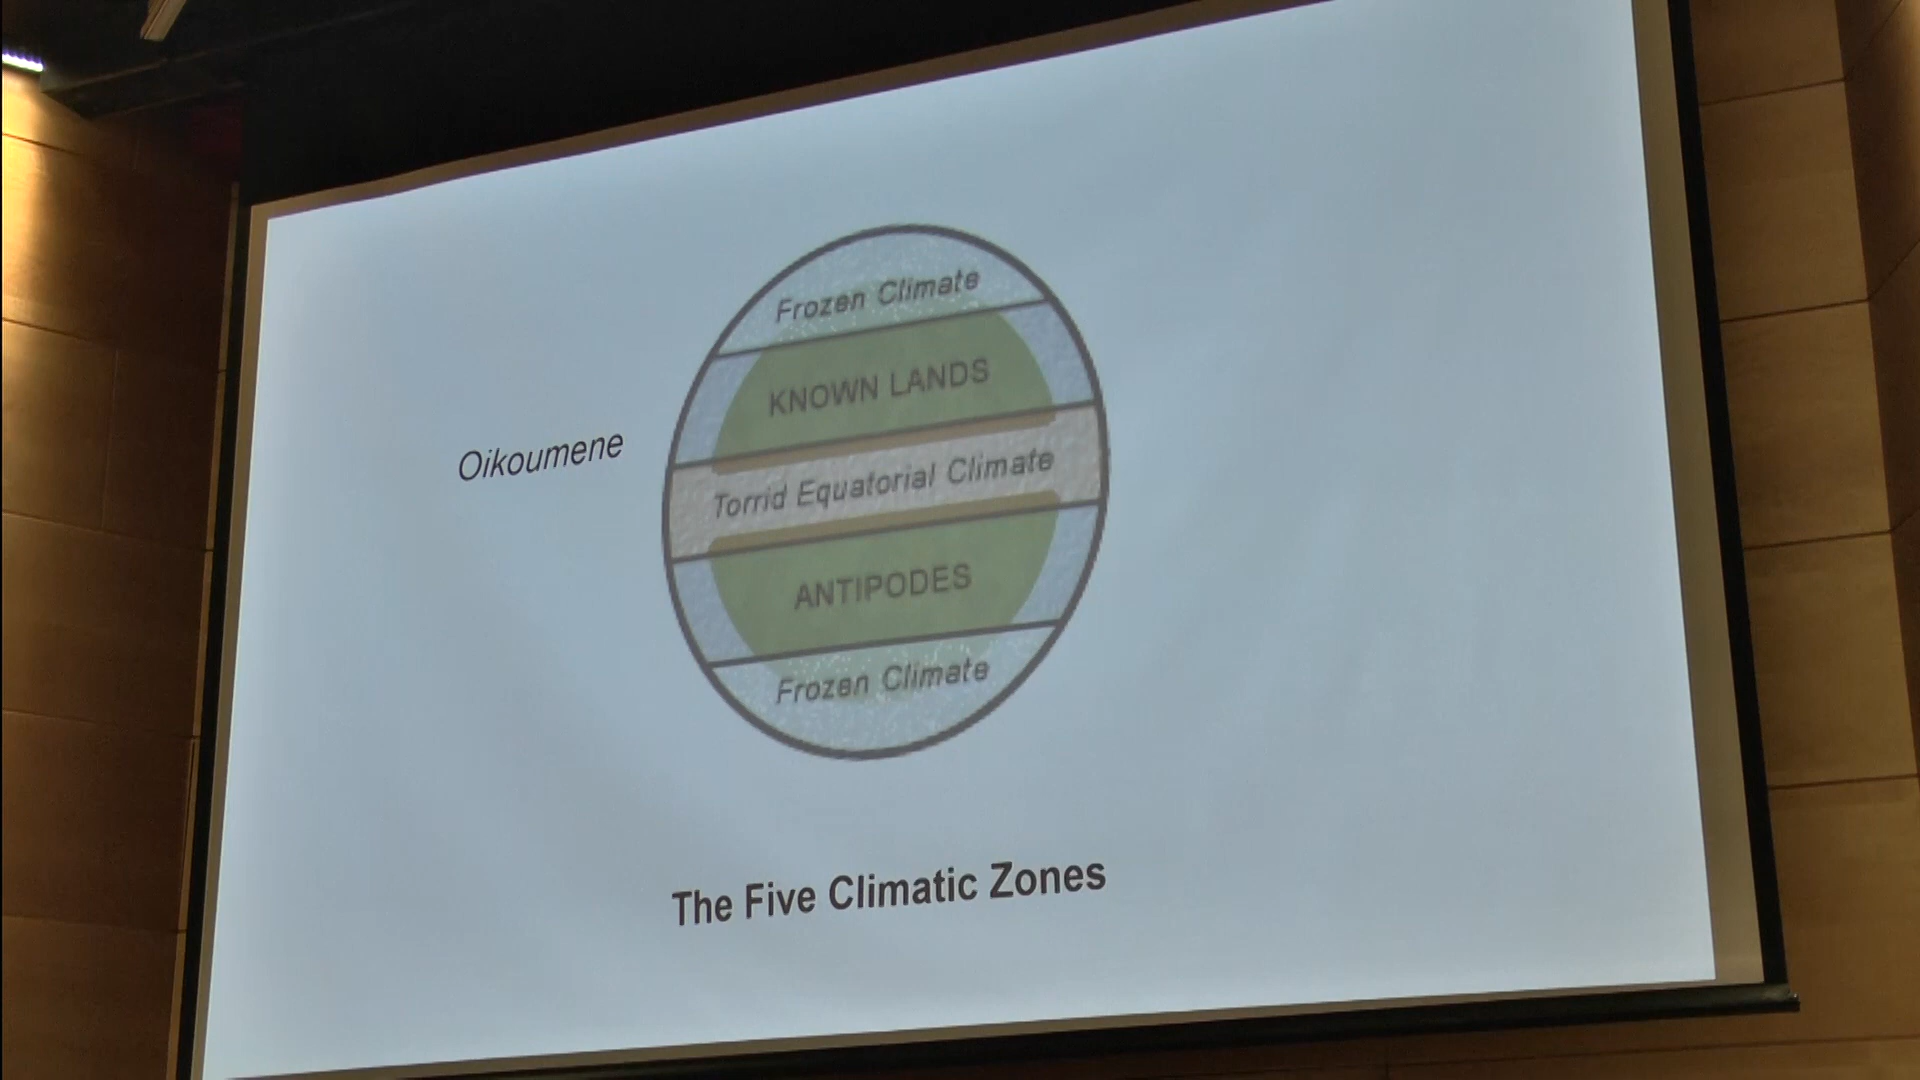 Frozen Climate
KNOWN LANDS
Oikoumene
Torrid Equatorial Climate
ANTIPODES
Frozen Climate
The Five Climatic Zones